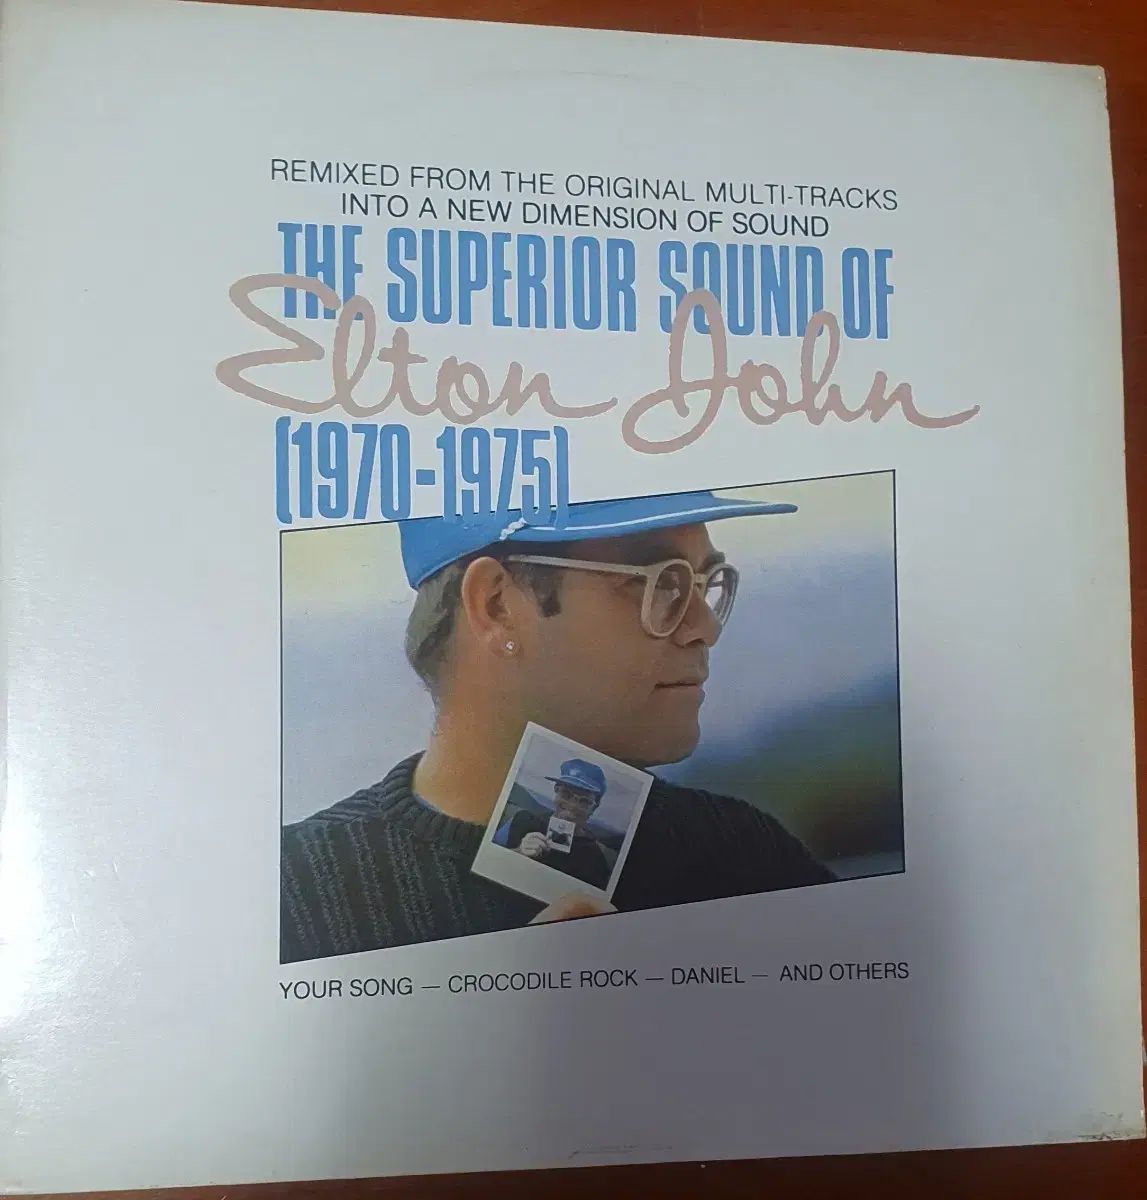 REMIXED FROM THE ORIGINAL MULTI-TRACKS
INTO A NEW DIMENSION OF SOUND
THE SUPERIOR SOUND OF
Elton John
(1970-1975)
YOUR SONG — CROCODILE ROCK — DANIEL — AND OTHERS